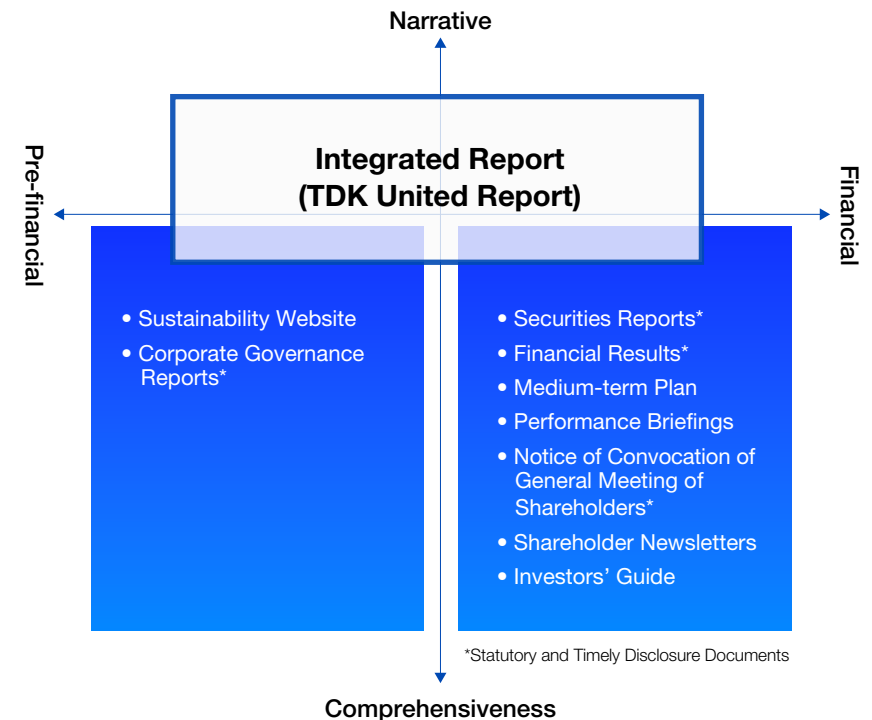 Narrative
Integrated Report
(TDK United Report)
Pre-financial
Financial
• Sustainability Website
• Corporate Governance
Reports*
• Securities Reports*
• Financial Results*
• Medium-term Plan
• Performance Briefings
• Notice of Convocation of
General Meeting of
Shareholders*
• Shareholder Newsletters
• Investors’ Guide
*Statutory and Timely Disclosure Documents
Comprehensiveness